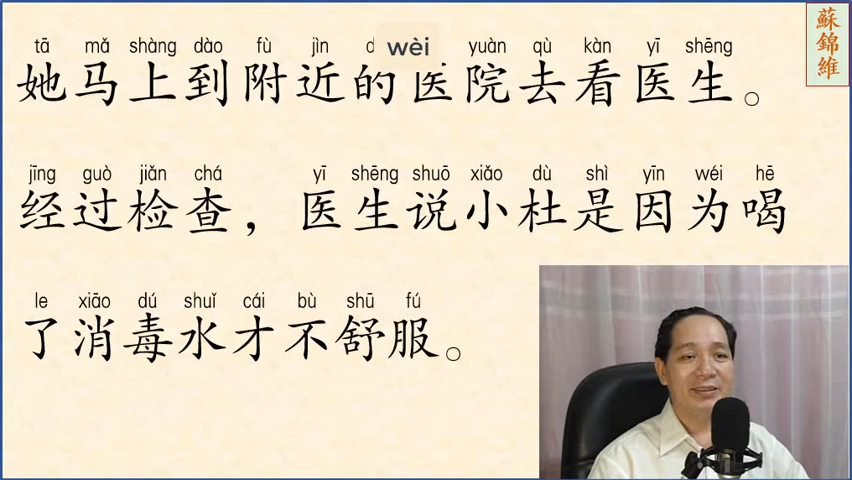 tā mǎ shàng dào fù jìn d wèi yuàn qù kàn yī shēng
她马上到附近的医院去看医生。
jīng guò jiǎn chá yī shēng shuō xiǎo dù shì yīn wéi hē
经过检查，医生说小杜是因为喝
le xiāo dú shuǐ cái bù shū fú
了消毒水才不舒服。
蘇錦維